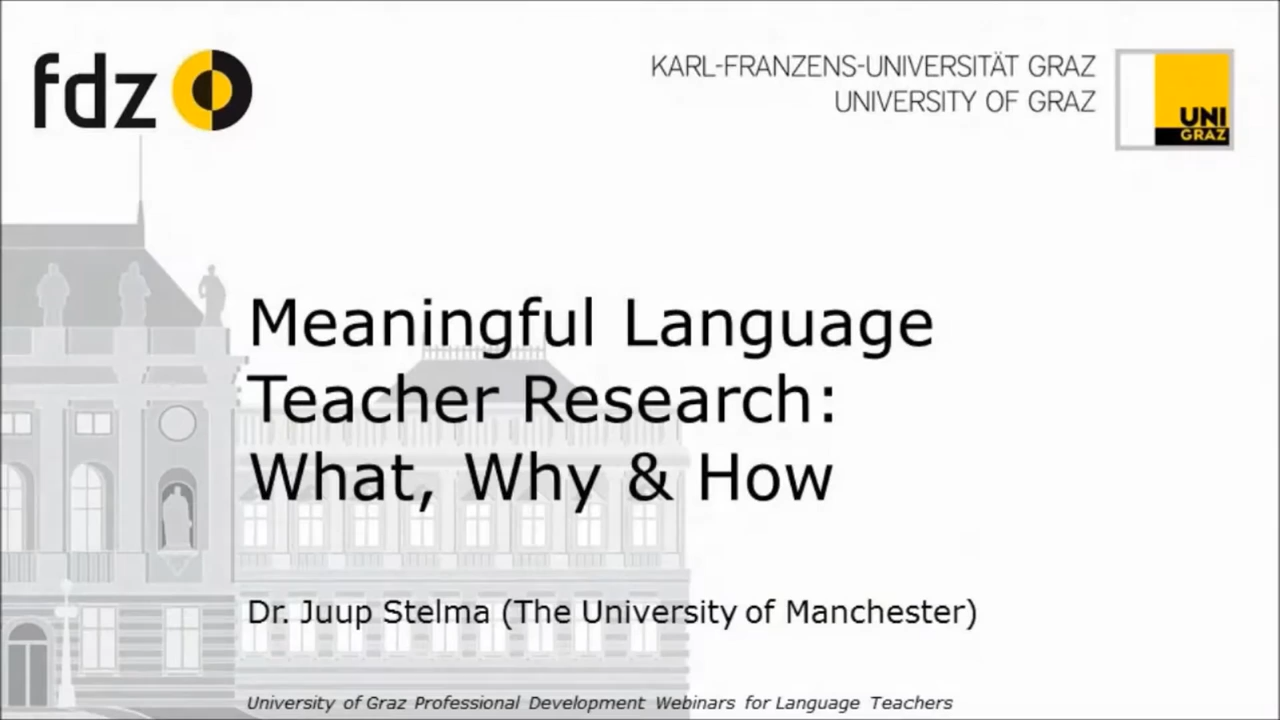 fdz
KARL-FRANZENS-UNIVERSITÄT GRAZ
UNIVERSITY OF GRAZ
UNI
GRAZ
Meaningful Language
Teacher Research:
What, Why & How
Dr. Juup Stelma (The University of Manchester)
University of Graz Professional Development Webinars for Language Teachers